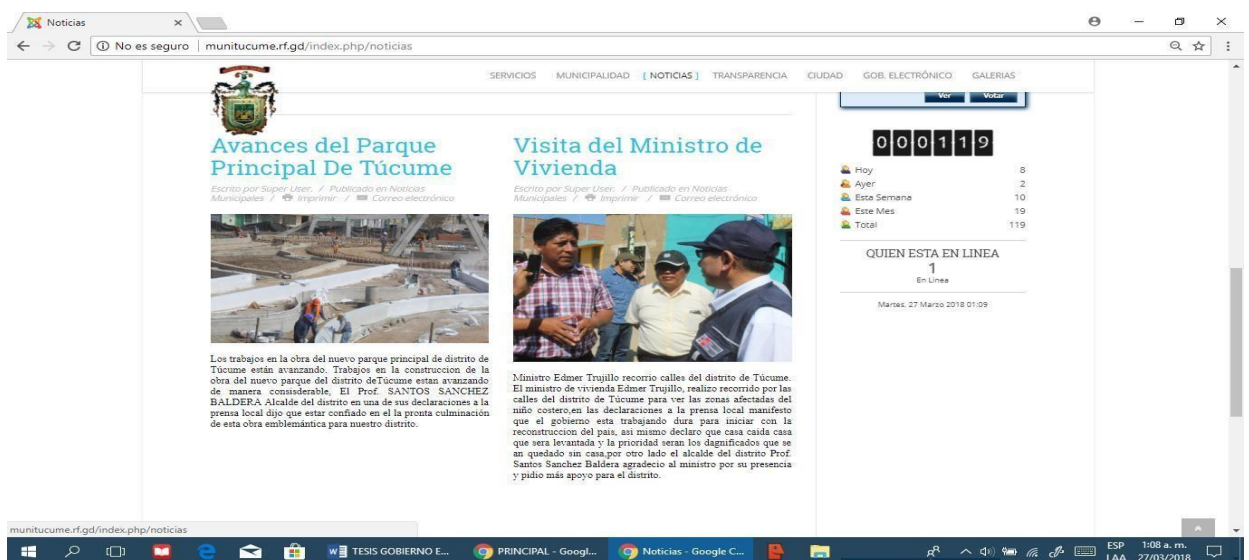 Noticias
No es seguro | munitucume.rf.gd/index.php/noticias
SERVICIOS MUNICIPALIDAD [ NOTICIAS ] TRANSPARENCIA CIUDAD GOB. ELECTRÓNICO GALERIAS
Avances del Parque
Principal De Túcume
Escrito por Super User. / Publicado en Noticias
Municipales / Imprimir / Correo electrónico
Los trabajos en la obra del nuevo parque principal de distrito de
Túcume están avanzando. Trabajos en la construccion de la
obra del nuevo parque del distrito deTúcume estan avanzando
de manera consisderable, El Prof. SANTOS SANCHEZ
BALDERA Alcalde del distrito en una de sus declaraciones a la
prensa local dijo que estar confiado en el la pronta culminación
de esta obra emblemántica para nuestro distrito.
Visita del Ministro de
Vivienda
Escrito por Super User. / Publicado en Noticias
Municipales / Imprimir / Correo electrónico
Ministro Edmer Trujillo recorrio calles del distrito de Túcume.
El ministro de vivienda Edmer Trujillo, realizo recorrido por las
calles del distrito de Túcume para ver las zonas afectadas del
niño costero,en las declaraciones a la prensa local manifesto
que el gobierno esta trabajando dura para iniciar con la
reconstruccion del pais, asi mismo declaro que casa caida casa
que sera levantada y la prioridad seran los dagnificados que se
an quedado sin casa,por otro lado el alcalde del distrito Prof.
Santos Sanchez Baldera agradecio al ministro por su presencia
y pidio más apoyo para el distrito.
Ver Votar
000119
Hoy 8
Ayer 2
Esta Semana 10
Este Mes 19
Total 119
QUIEN ESTA EN LINEA
1
En Linea
Martes, 27 Marzo 2018 01:09
munitucume.rf.gd/index.php/noticias
TESIS GOBIERNO E... PRINCIPAL - Googl... Noticias - Google C... ESP 1:08 a. m.
LAA 27/03/2018